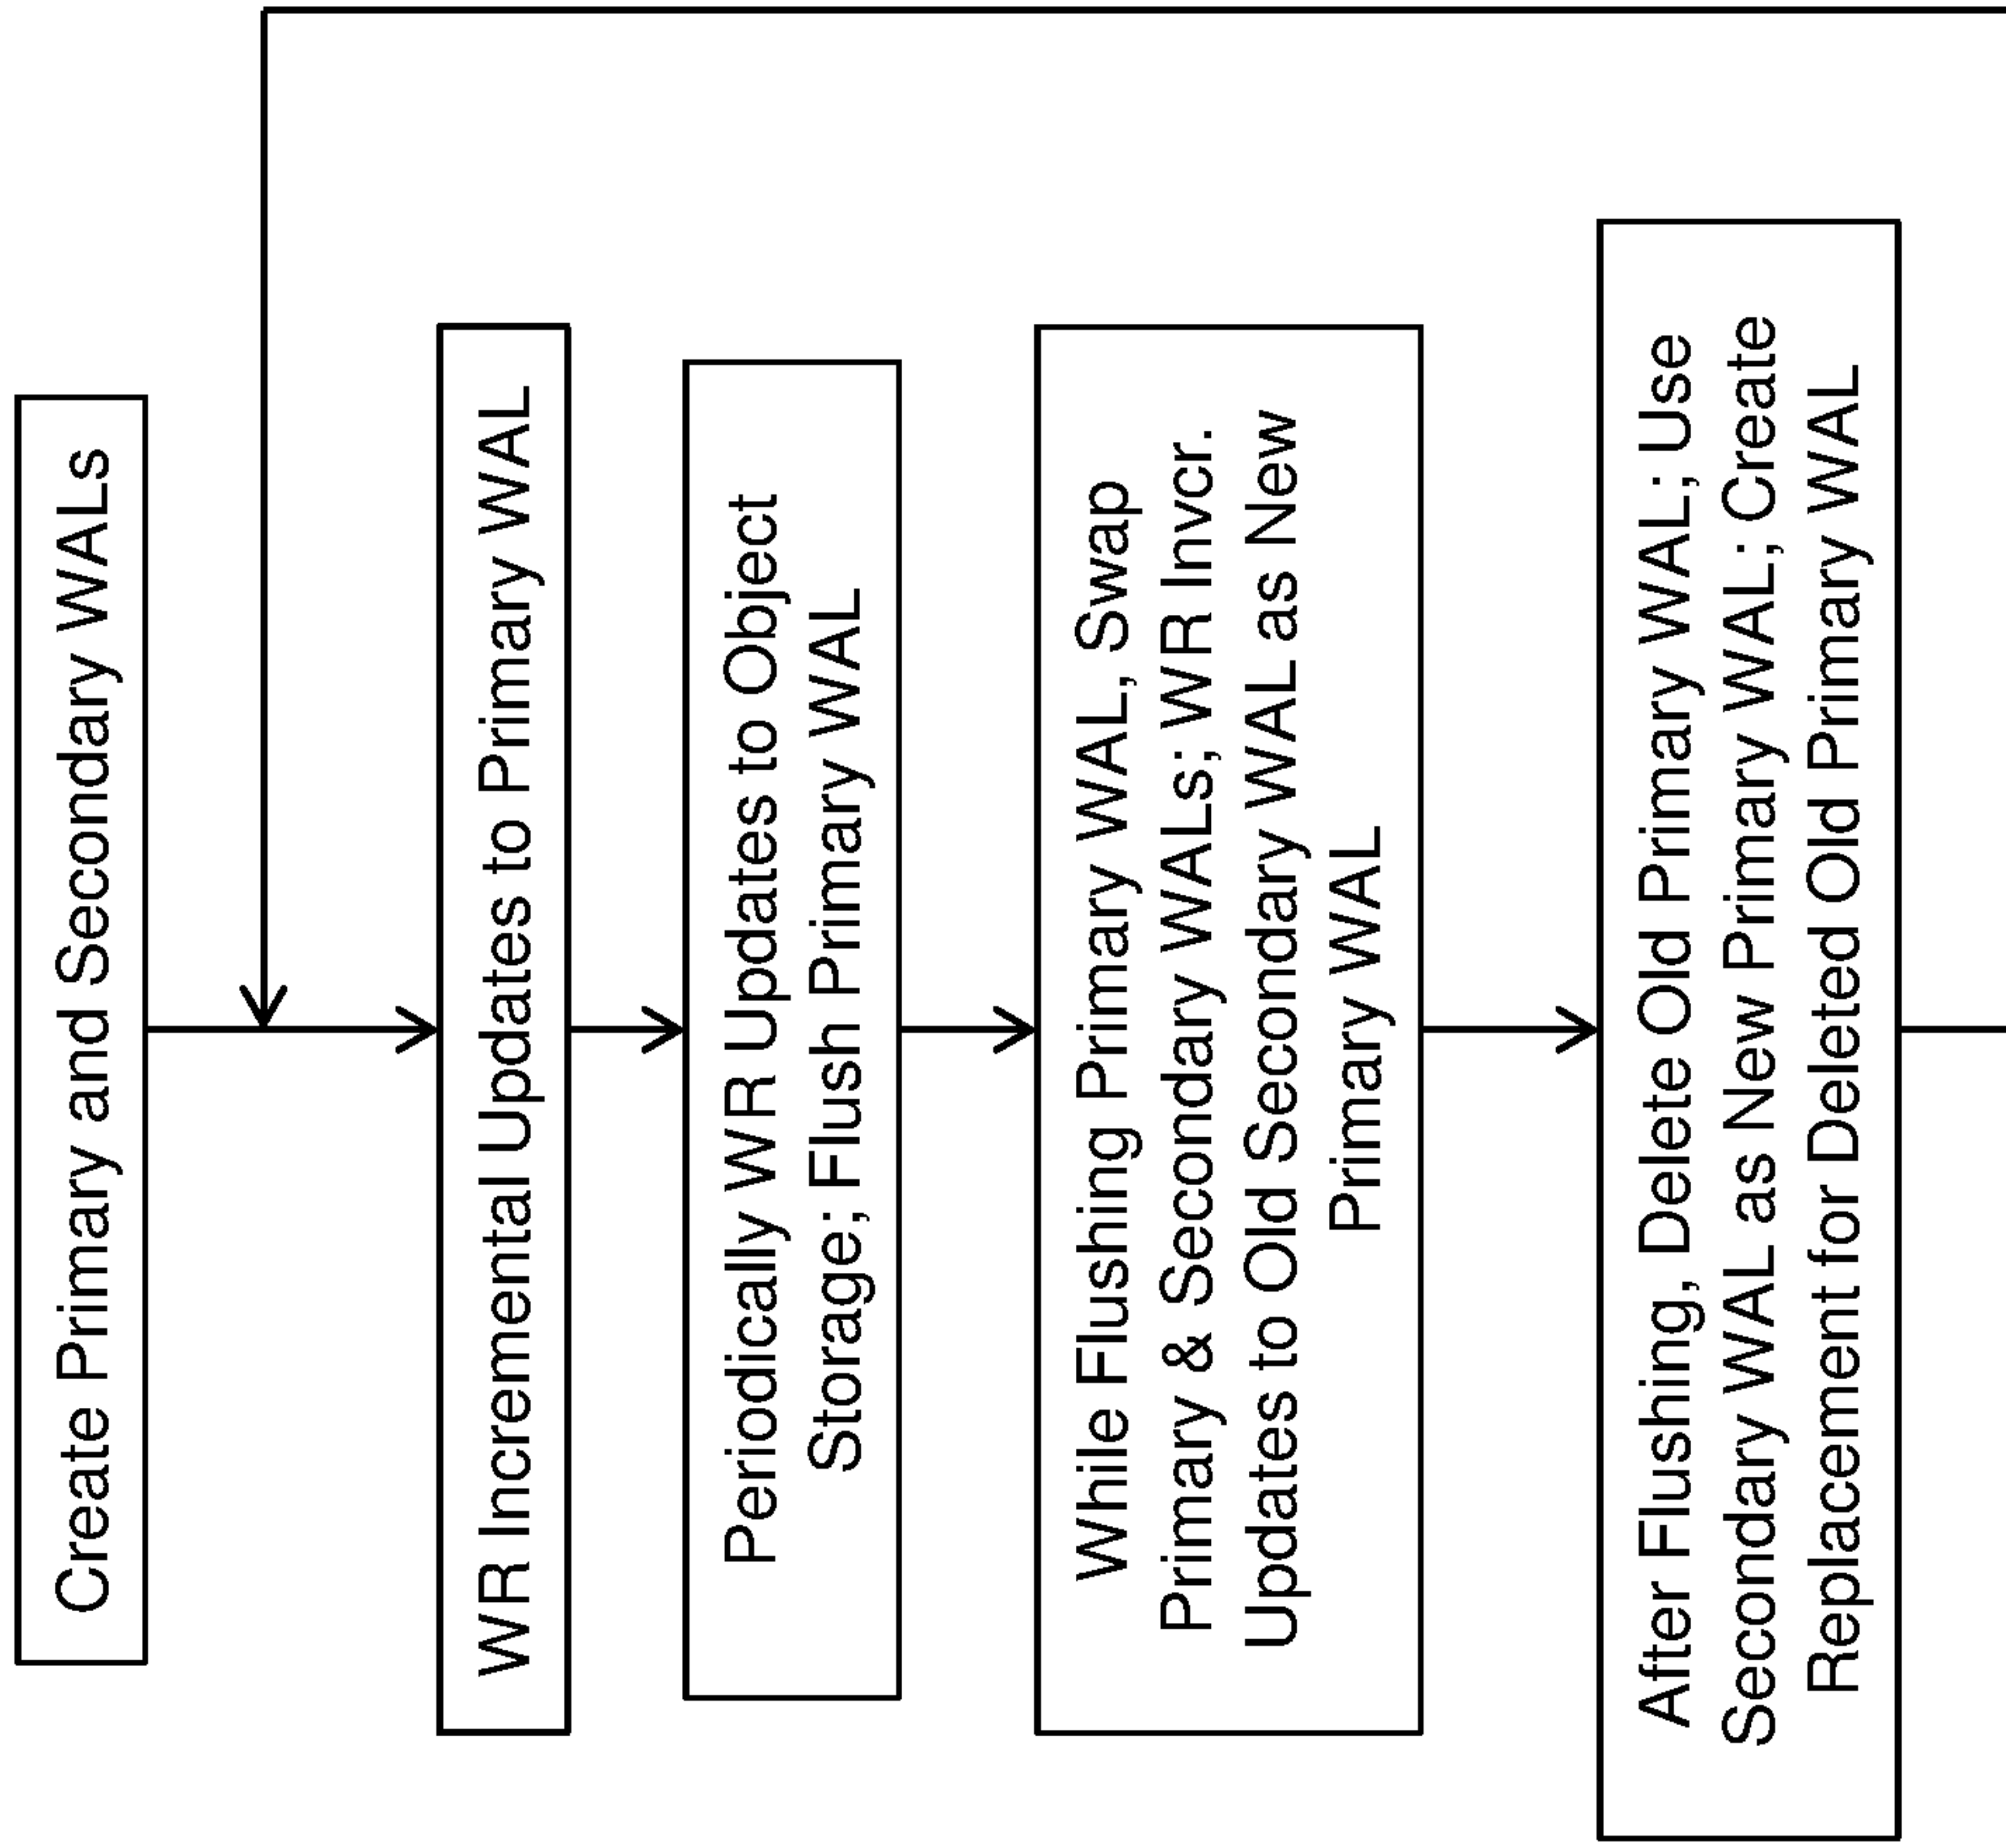 Create Primary and Secondary WALs
WR Incremental Updates to Primary WAL
Periodically WR Updates to Object
Storage; Flush Primary WAL
While Flushing Primary WAL, Swap
Primary & Secondary WALs; WR Invcr.
Updates to Old Secondary WAL as New
Primary WAL
After Flushing, Delete Old Primary WAL; Use
Secondary WAL as New Primary WAL; Create
Replacement for Deleted Old Primary WAL